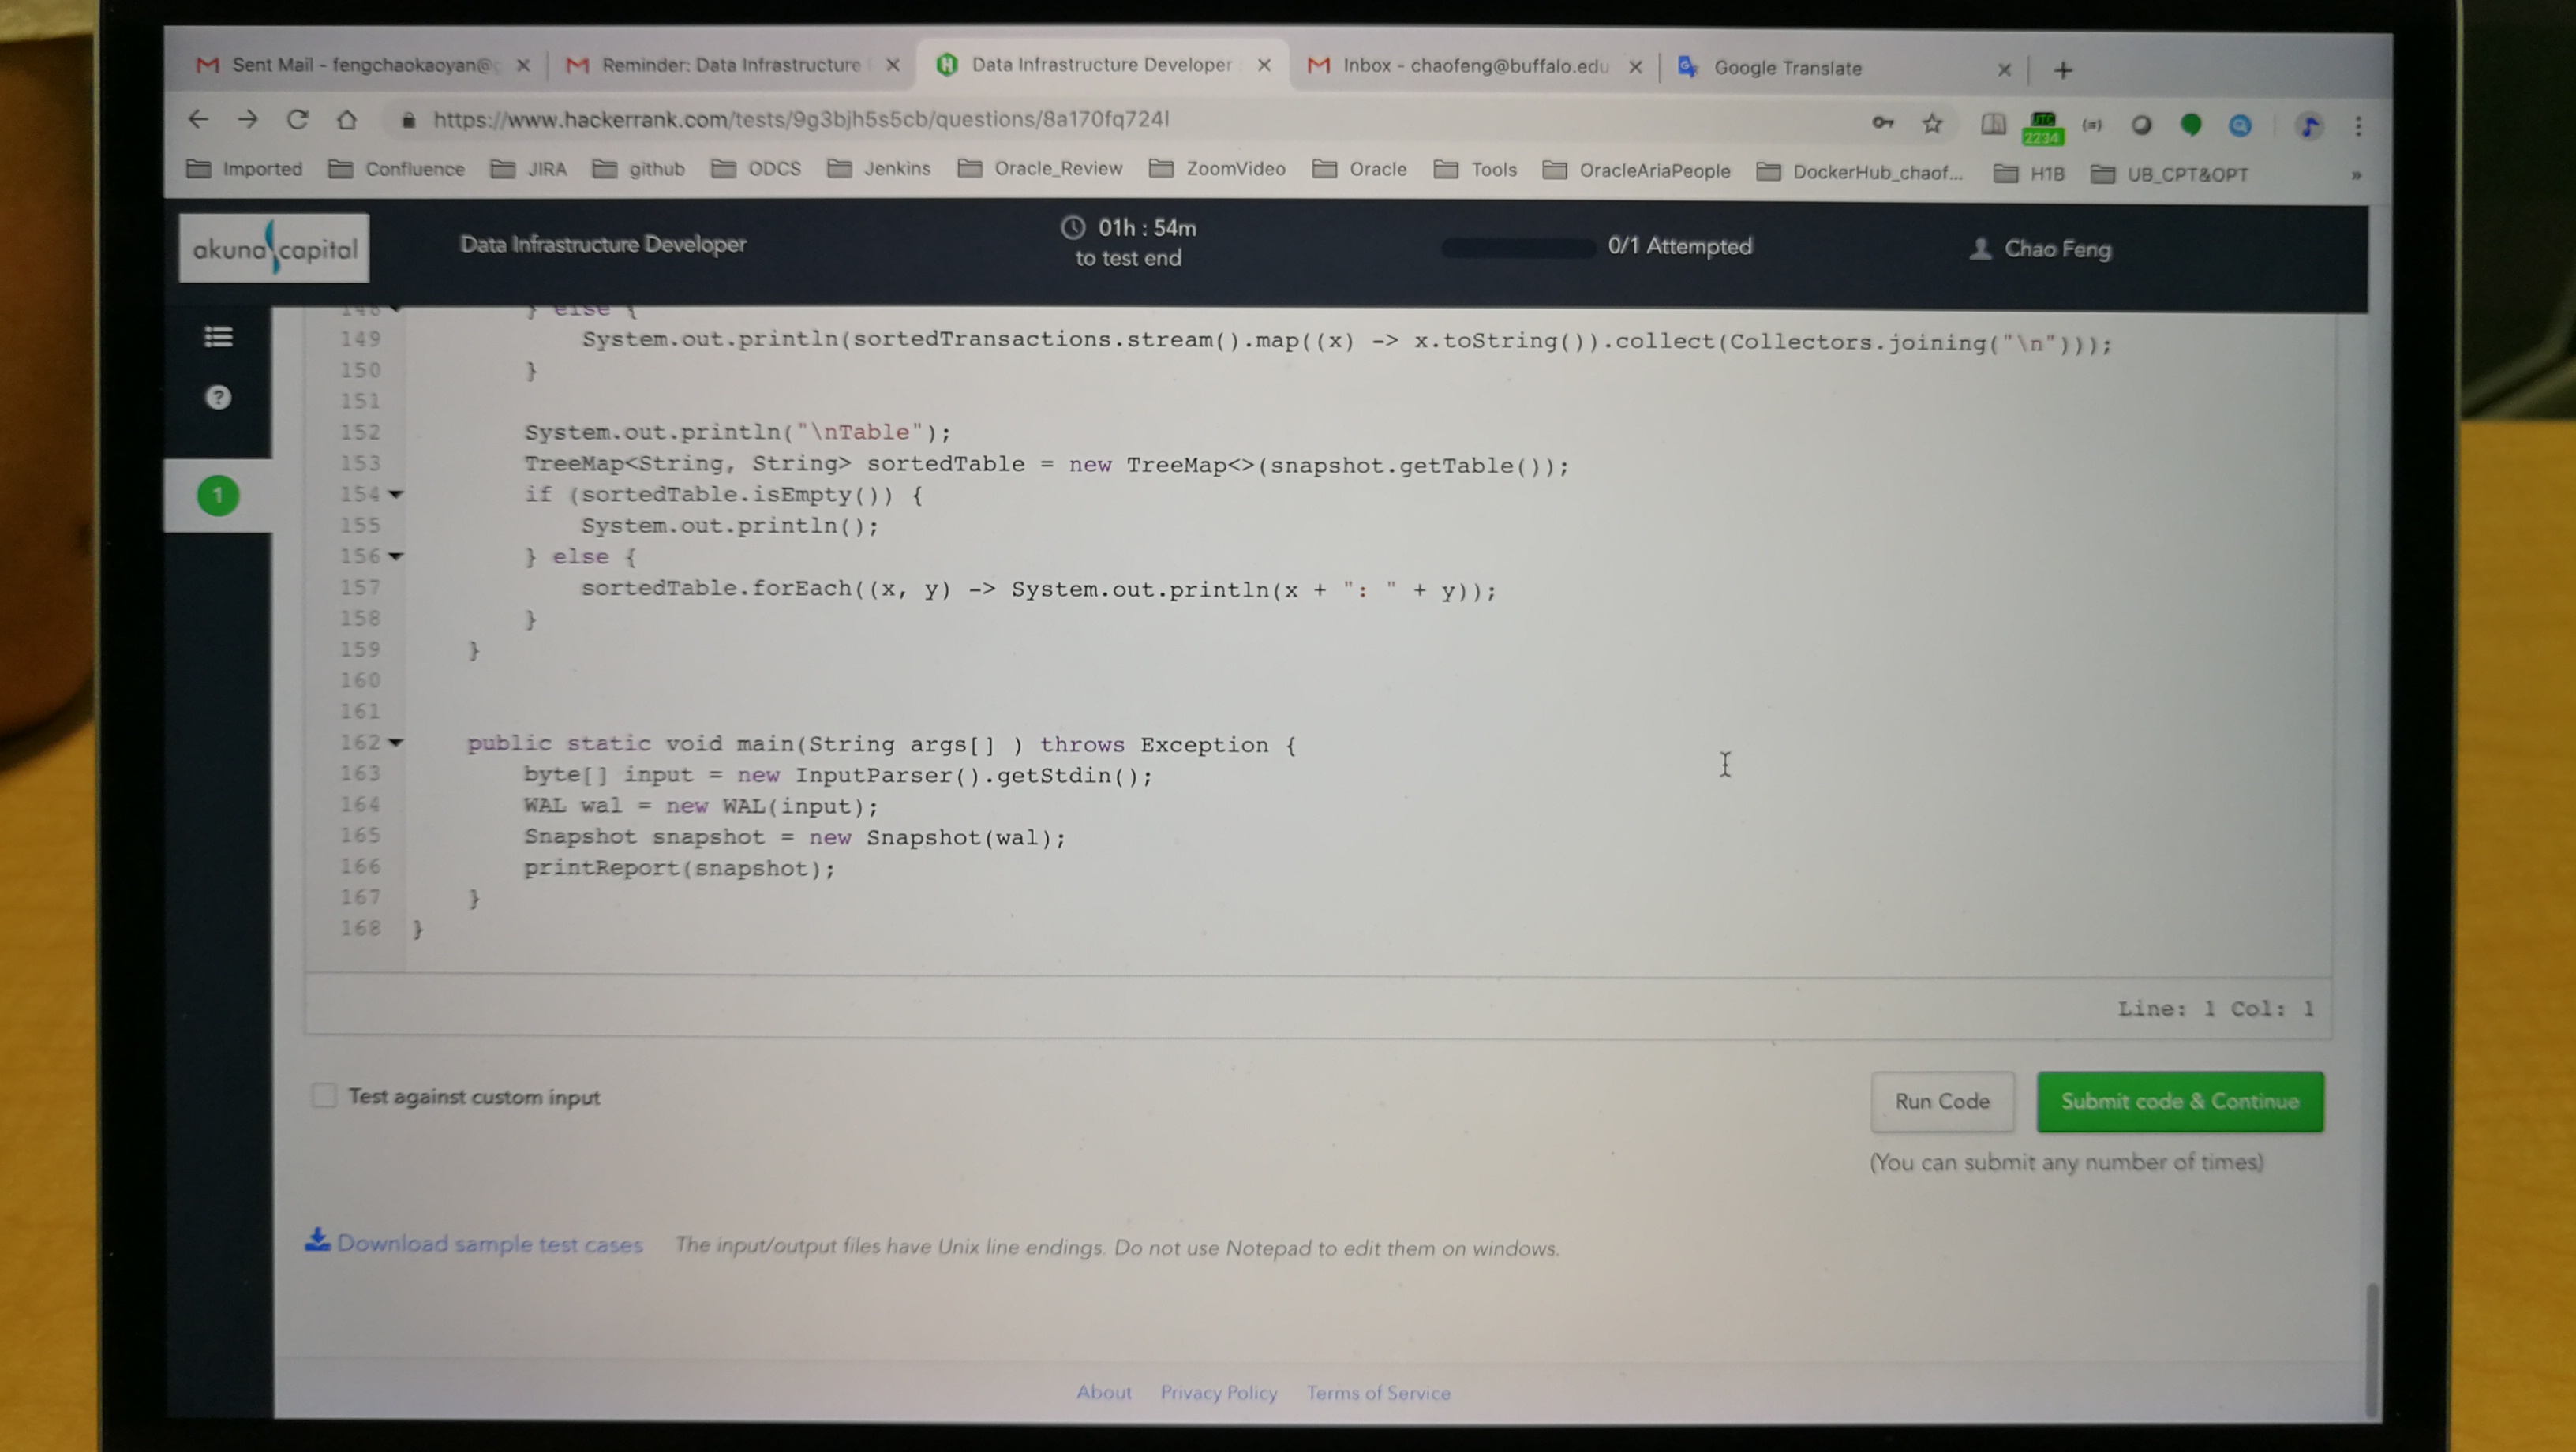 Sent Mail - fengchaokaoyan@
Reminder: Data Infrastructure
Data Infrastructure Developer
Inbox - chaofeng@buffalo.edu
Google Translate
https://www.hackerrank.com/tests/9g3bjh5s5cb/questions/8a170fq724l
2234
Imported Confluence JIRA github ODCS Jenkins Oracle_Review ZoomVideo Oracle Tools OracleAriaPeople DockerHub_chaof... H1B UB_CPT&OPT »
akuna capital
Data Infrastructure Developer
01h : 54m
to test end
0/1 Attempted
Chao Feng
1
148 } else {
149 System.out.println(sortedTransactions.stream().map((x) -> x.toString()).collect(Collectors.joining("\n")));
150 }
151
152 System.out.println("\nTable");
153 TreeMap<String, String> sortedTable = new TreeMap<>(snapshot.getTable());
154 if (sortedTable.isEmpty()) {
155 System.out.println();
156 } else {
157 sortedTable.forEach((x, y) -> System.out.println(x + ": " + y));
158 }
159 }
160
161
162 public static void main(String args[] ) throws Exception {
163 byte[] input = new InputParser().getStdin();
164 WAL wal = new WAL(input);
165 Snapshot snapshot = new Snapshot(wal);
166 printReport(snapshot);
167 }
168 }
Line: 1 Col: 1
Test against custom input
Run Code
Submit code & Continue
(You can submit any number of times)
Download sample test cases The input/output files have Unix line endings. Do not use Notepad to edit them on windows.
About Privacy Policy Terms of Service